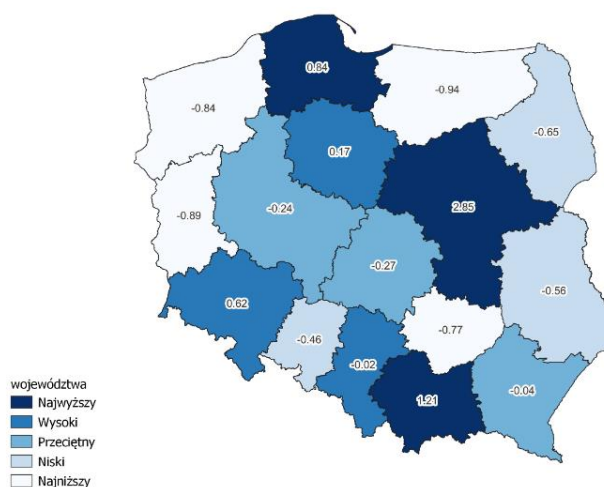 0.84
-0.94
-0.84
-0.65
0.17
2.85
-0.89
-0.24
-0.27
-0.56
0.62
-0.77
-0.46
-0.02
-0.04
1.21
województwa
Najwyższy
Wysoki
Przeciętny
Niski
Najniższy